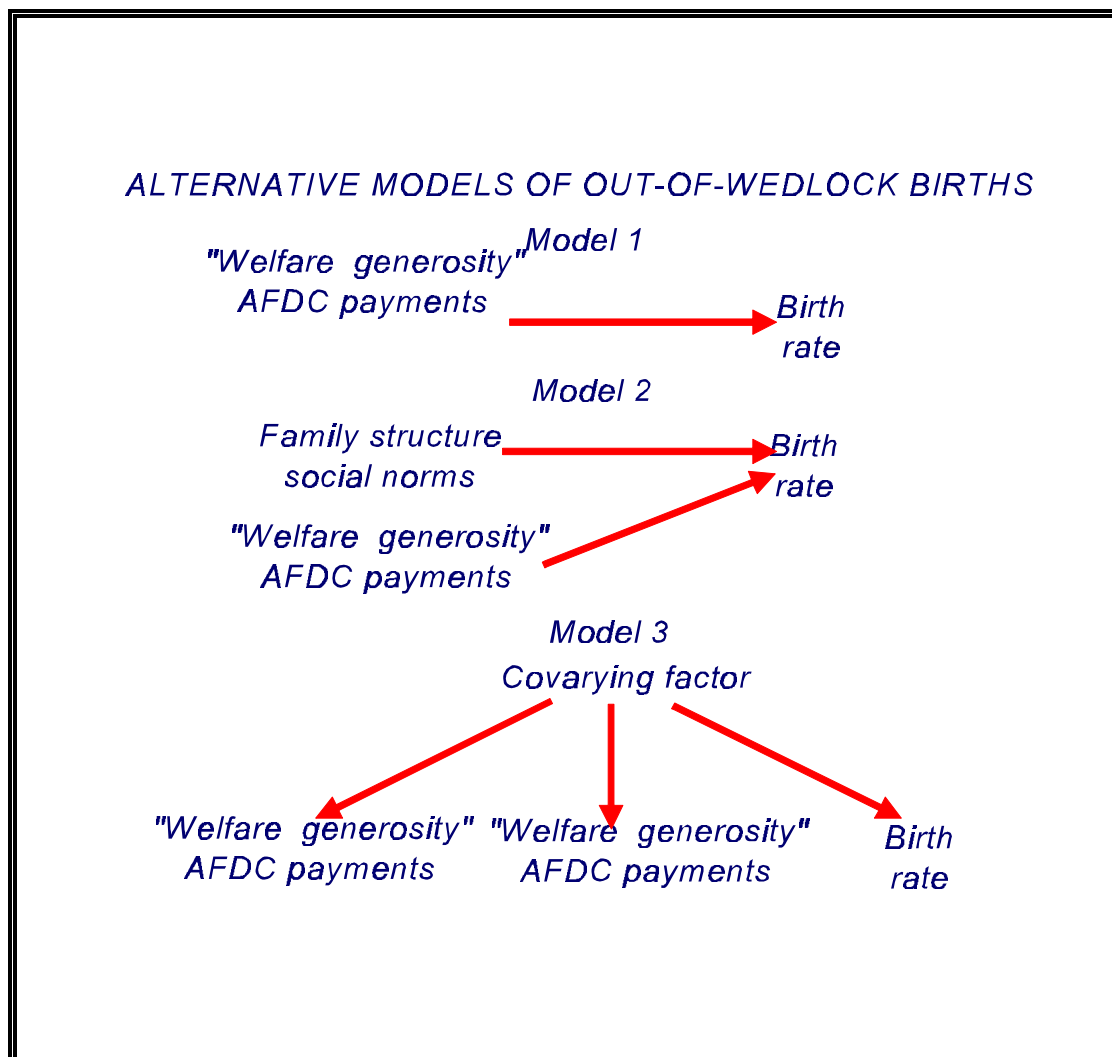 ALTERNATIVE MODELS OF OUT-OF-WEDLOCK BIRTHS
Model 1
"Welfare generosity"
AFDC payments
Birth
rate
Model 2
Family structure
social norms
Birth
rate
"Welfare generosity"
AFDC payments
Model 3
Covarying factor
"Welfare generosity"
AFDC payments
"Welfare generosity"
AFDC payments
Birth
rate